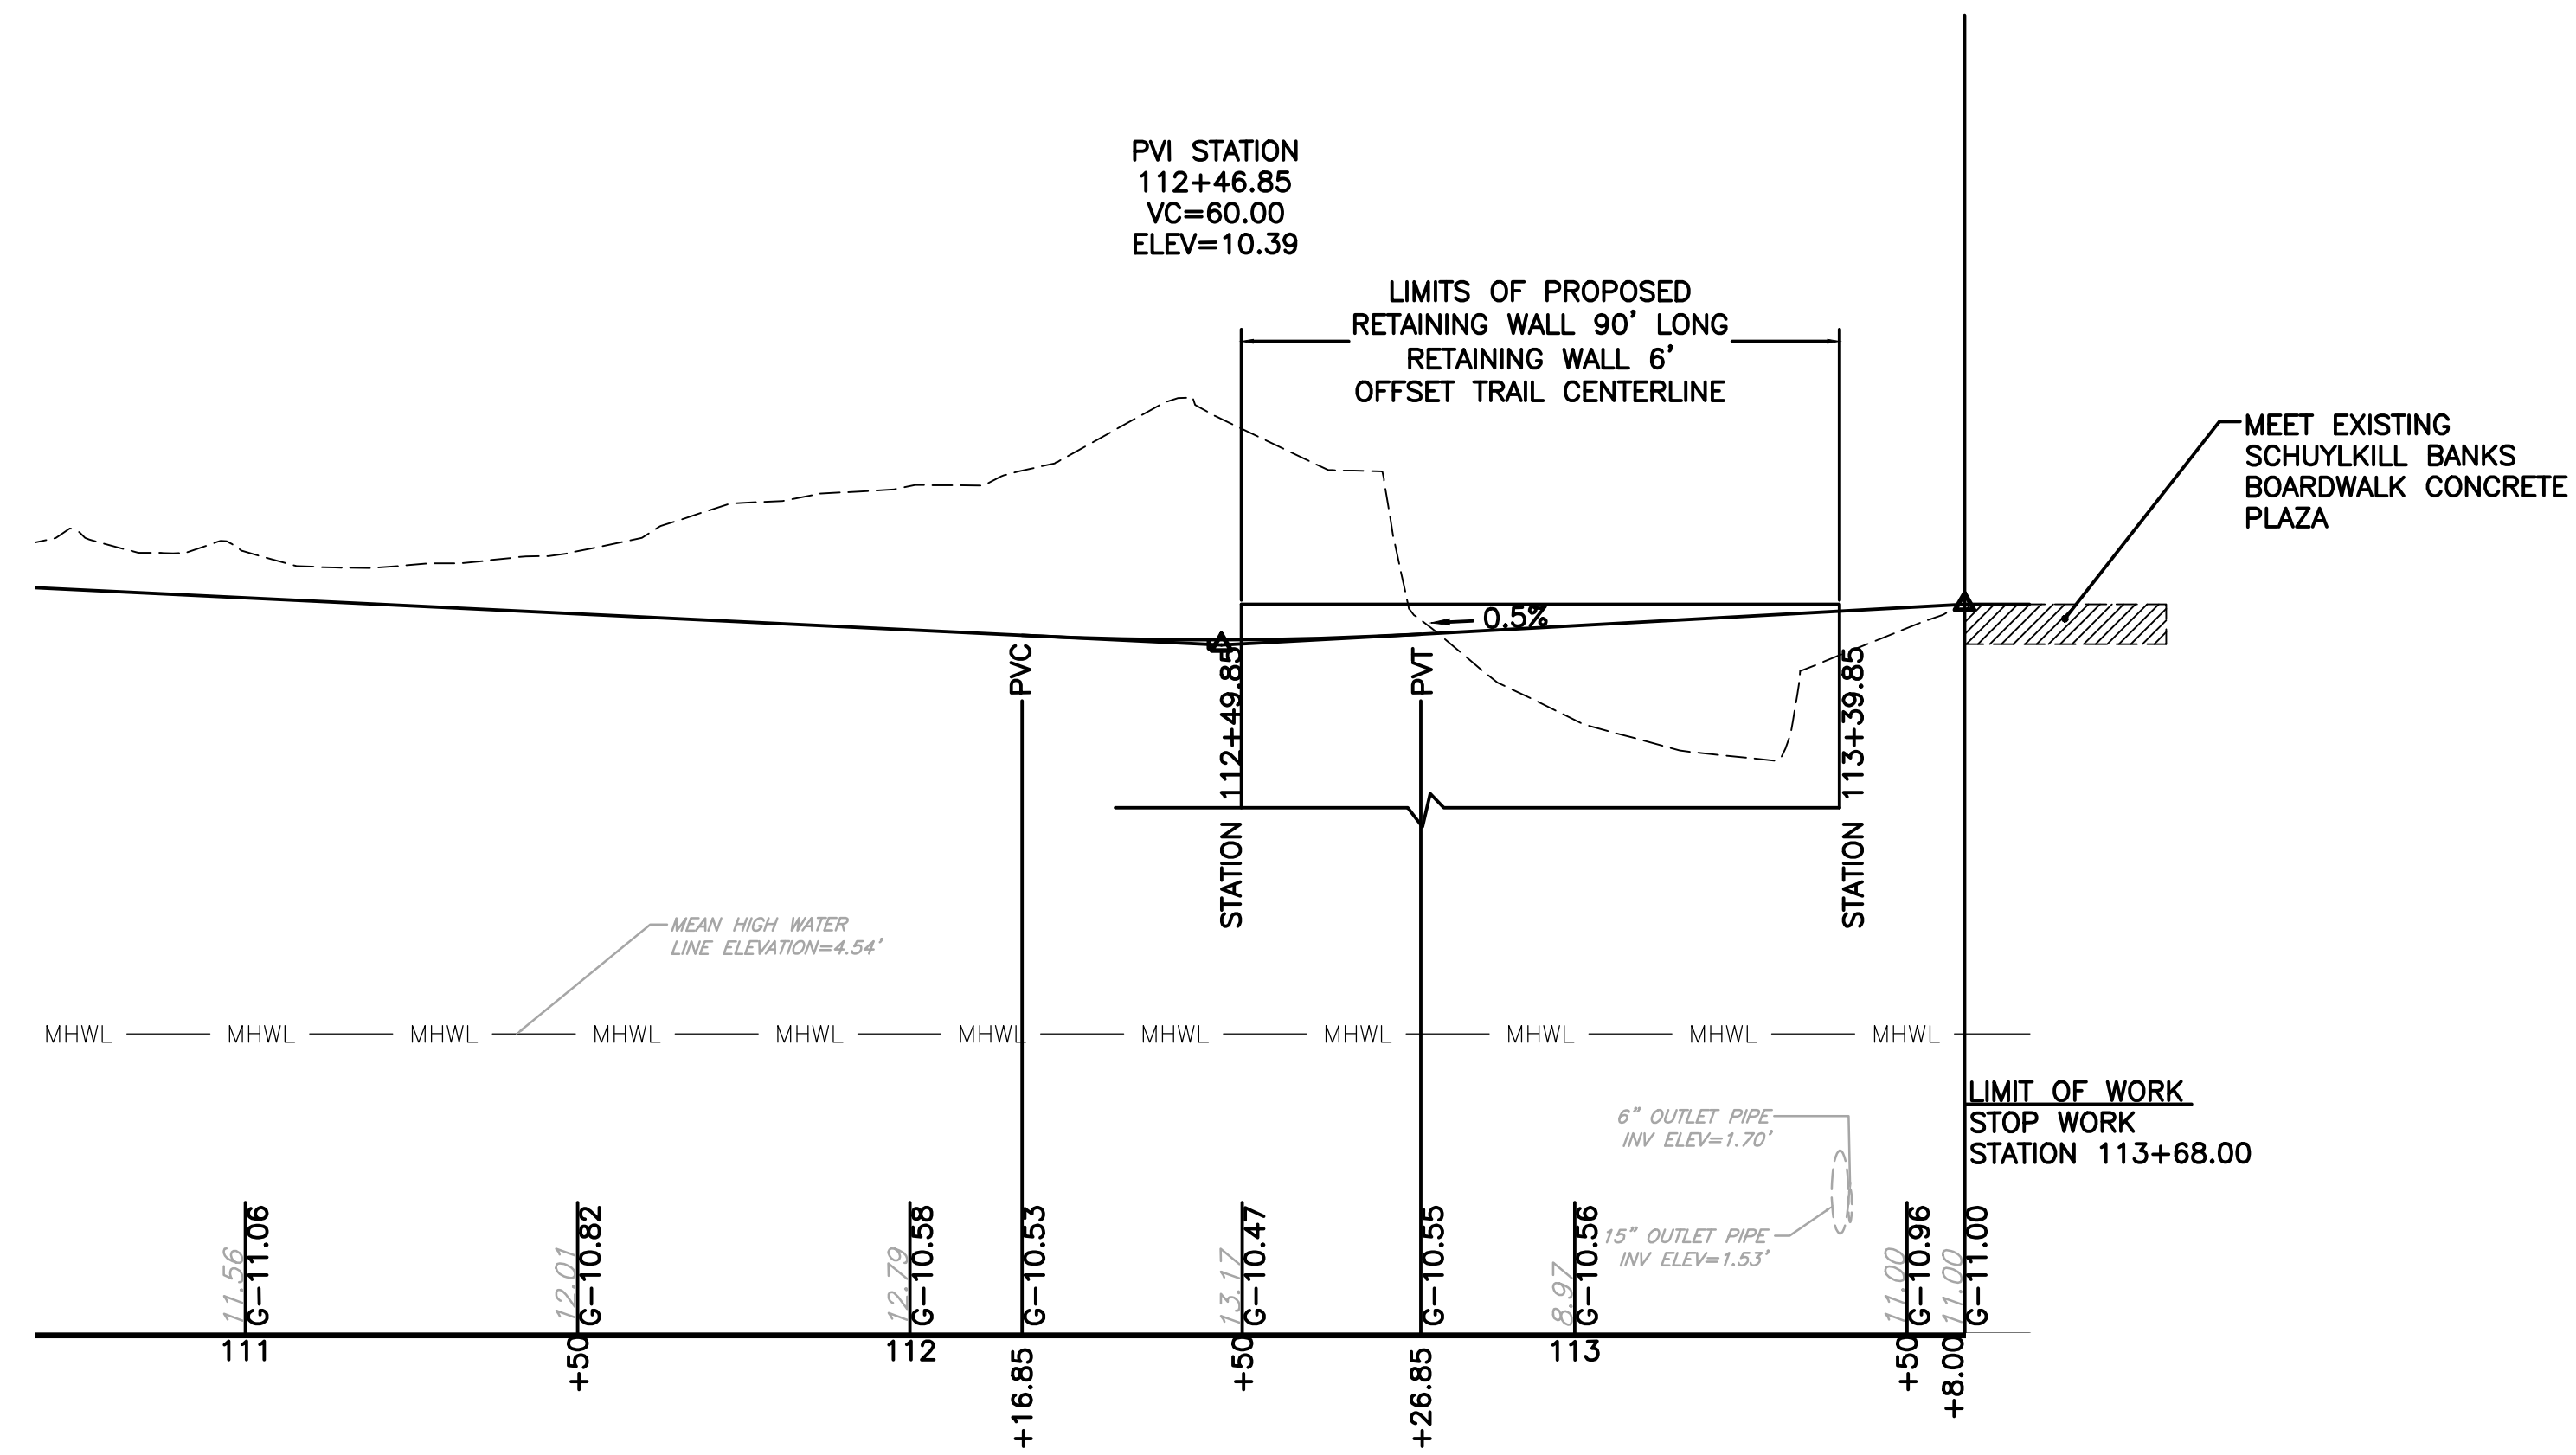 PVI STATION
112+46.85
VC=60.00
ELEV=10.39
LIMITS OF PROPOSED
RETAINING WALL 90' LONG
RETAINING WALL 6'
OFFSET TRAIL CENTERLINE
MEET EXISTING
SCHUYLKILL BANKS
BOARDWALK CONCRETE
PLAZA
0.5%
PVC
STATION 112+49.85
PVT
STATION 113+39.85
MEAN HIGH WATER
LINE ELEVATION=4.54'
MHWL MHWL MHWL MHWL MHWL MHWL MHWL MHWL MHWL MHWL MHWL
LIMIT OF WORK
STOP WORK
STATION 113+68.00
6" OUTLET PIPE
INV ELEV=1.70'
15" OUTLET PIPE
INV ELEV=1.53'
11.56
G-11.06
12.01
G-10.82
12.79
G-10.58
G-10.53
13.17
G-10.47
G-10.55
8.97
G-10.56
11.00
G-10.96
11.00
G-11.00
111
+50
112
+16.85
+50
+26.85
113
+50
+8.00